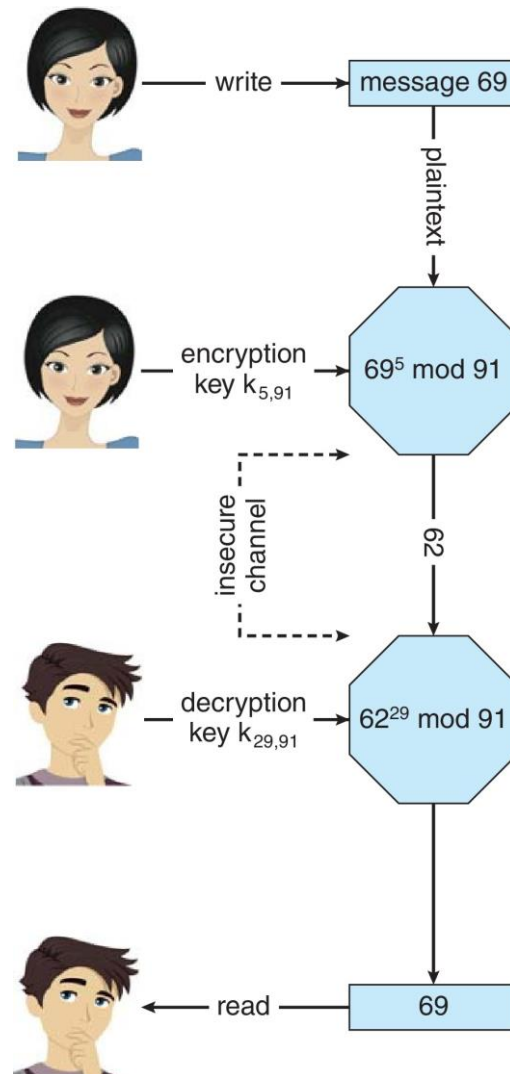 write
message 69
plaintext
encryption
key k5,91
69⁵ mod 91
insecure
channel
62
decryption
key k29,91
62²⁹ mod 91
read
69